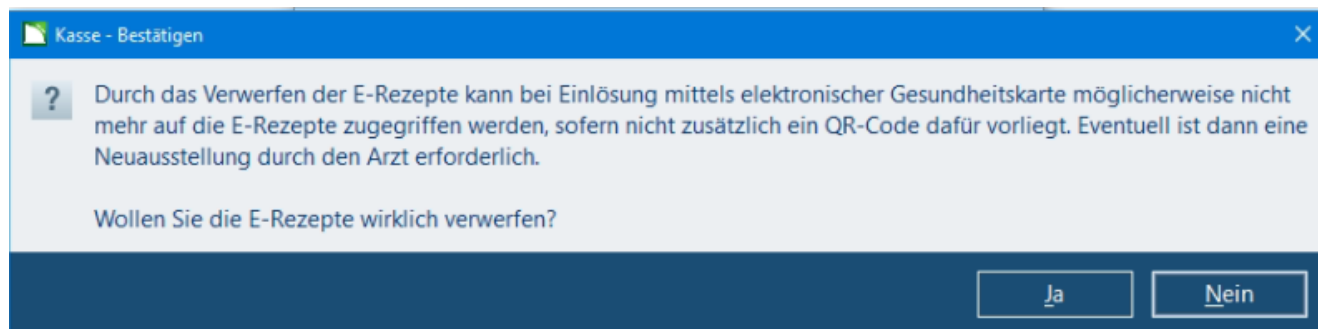 Kasse - Bestätigen
Durch das Verwerfen der E-Rezepte kann bei Einlösung mittels elektronischer Gesundheitskarte möglicherweise nicht
mehr auf die E-Rezepte zugegriffen werden, sofern nicht zusätzlich ein QR-Code dafür vorliegt. Eventuell ist dann eine
Neuausstellung durch den Arzt erforderlich.
Wollen Sie die E-Rezepte wirklich verwerfen?
Ja
Nein